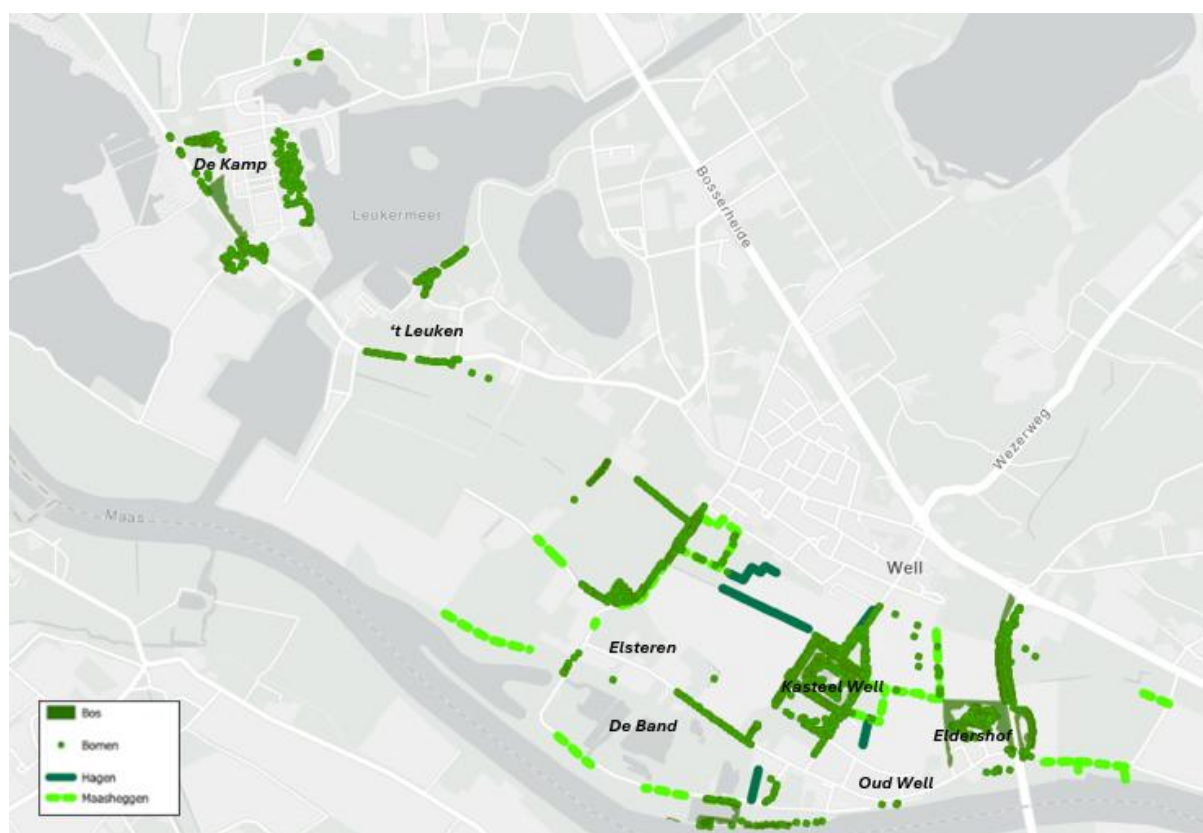 De Kamp
Bosserheide
Leukermeer
't Leuken
Wezerweg
Maas
Well
Elsteren
Kasteel Well
De Band
Eldershof
Oud Well
Bos
Bomen
Hagen
Maasheggen